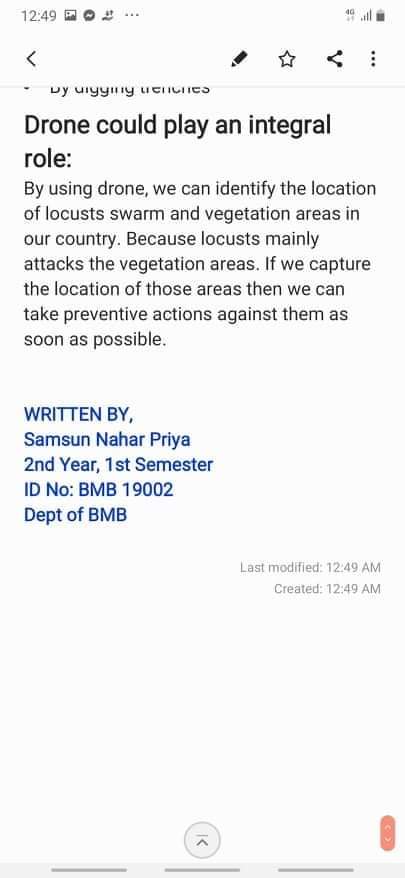 12:49
4G
By digging trenches
Drone could play an integral
role:
By using drone, we can identify the location
of locusts swarm and vegetation areas in
our country. Because locusts mainly
attacks the vegetation areas. If we capture
the location of those areas then we can
take preventive actions against them as
soon as possible.
WRITTEN BY,
Samsun Nahar Priya
2nd Year, 1st Semester
ID No: BMB 19002
Dept of BMB
Last modified: 12:49 AM
Created: 12:49 AM